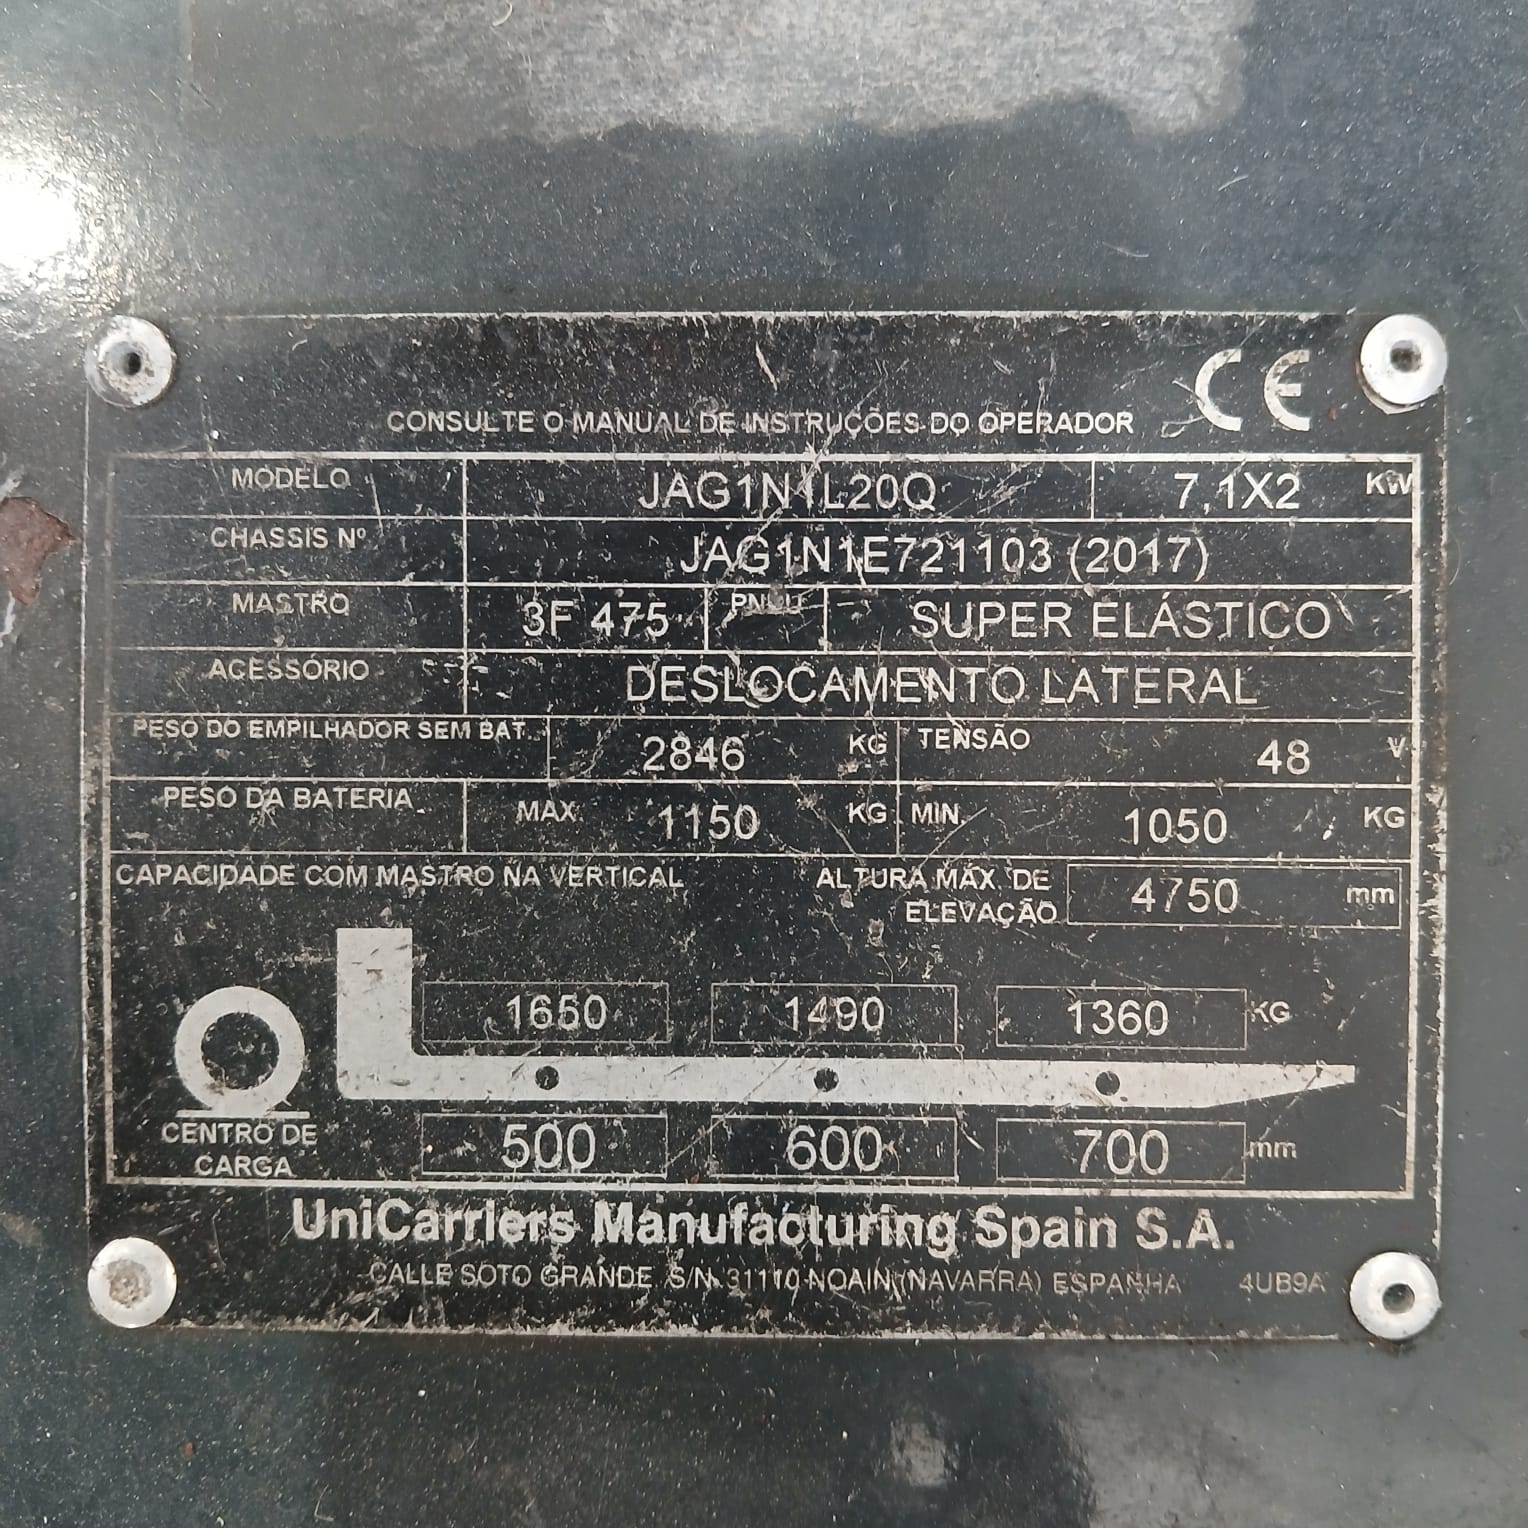 CE
CONSULTE O MANUAL DE INSTRUÇÕES DO OPERADOR
MODELO JAG1N1L20Q 7,1X2 KW
CHASSIS Nº JAG1N1E721103 (2017)
MASTRO 3F 475 PNEU SUPER ELÁSTICO
ACESSÓRIO DESLOCAMENTO LATERAL
PESO DO EMPILHADOR SEM BAT. 2846 KG TENSÃO 48 V
PESO DA BATERIA MAX 1150 KG MIN. 1050 KG
CAPACIDADE COM MASTRO NA VERTICAL ALTURA MÁX. DE
ELEVAÇÃO 4750 mm
1650 1490 1360 KG
CENTRO DE
CARGA 500 600 700 mm
UniCarriers Manufacturing Spain S.A.
CALLE SOTO GRANDE, S/N, 31110 NOAIN (NAVARRA) ESPANHA 4UB9A